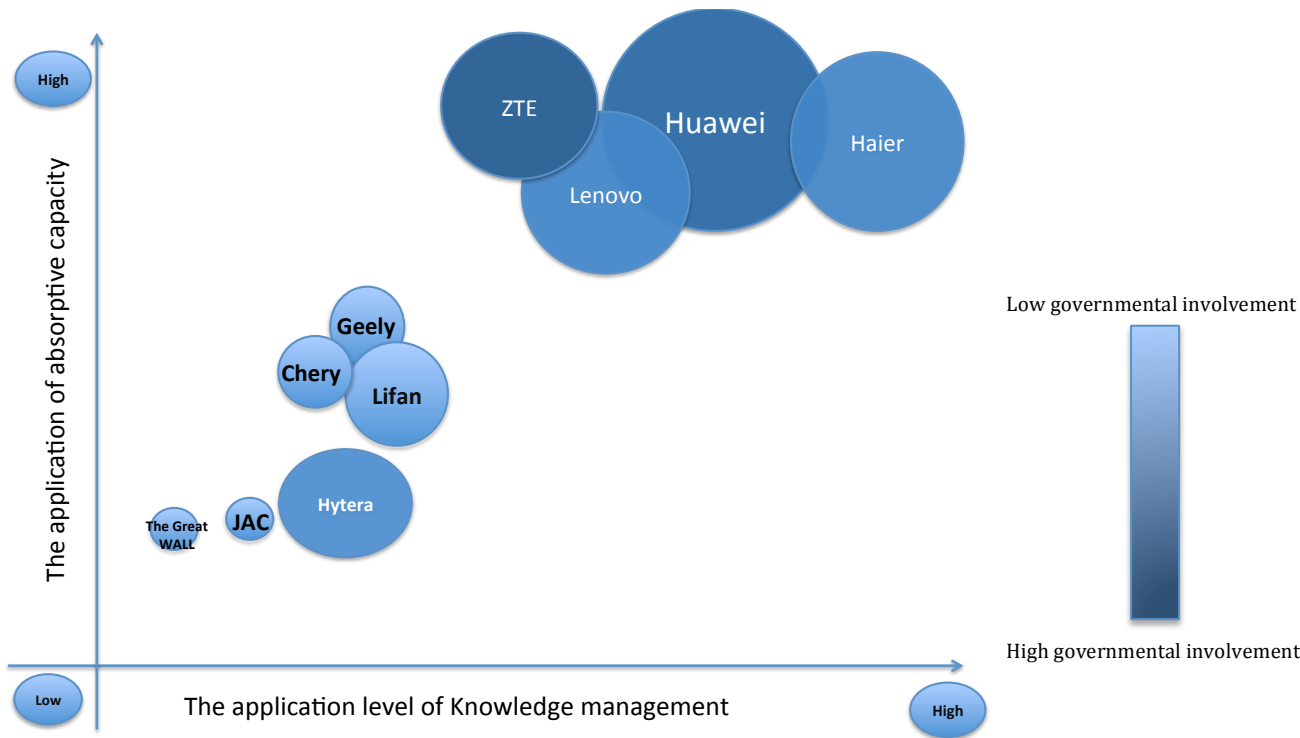 High
ZTE
Huawei
Haier
Lenovo
The application of absorptive capacity
Low governmental involvement
Geely
Chery
Lifan
Hytera
The Great
WALL
JAC
High governmental involvement
Low
The application level of Knowledge management
High